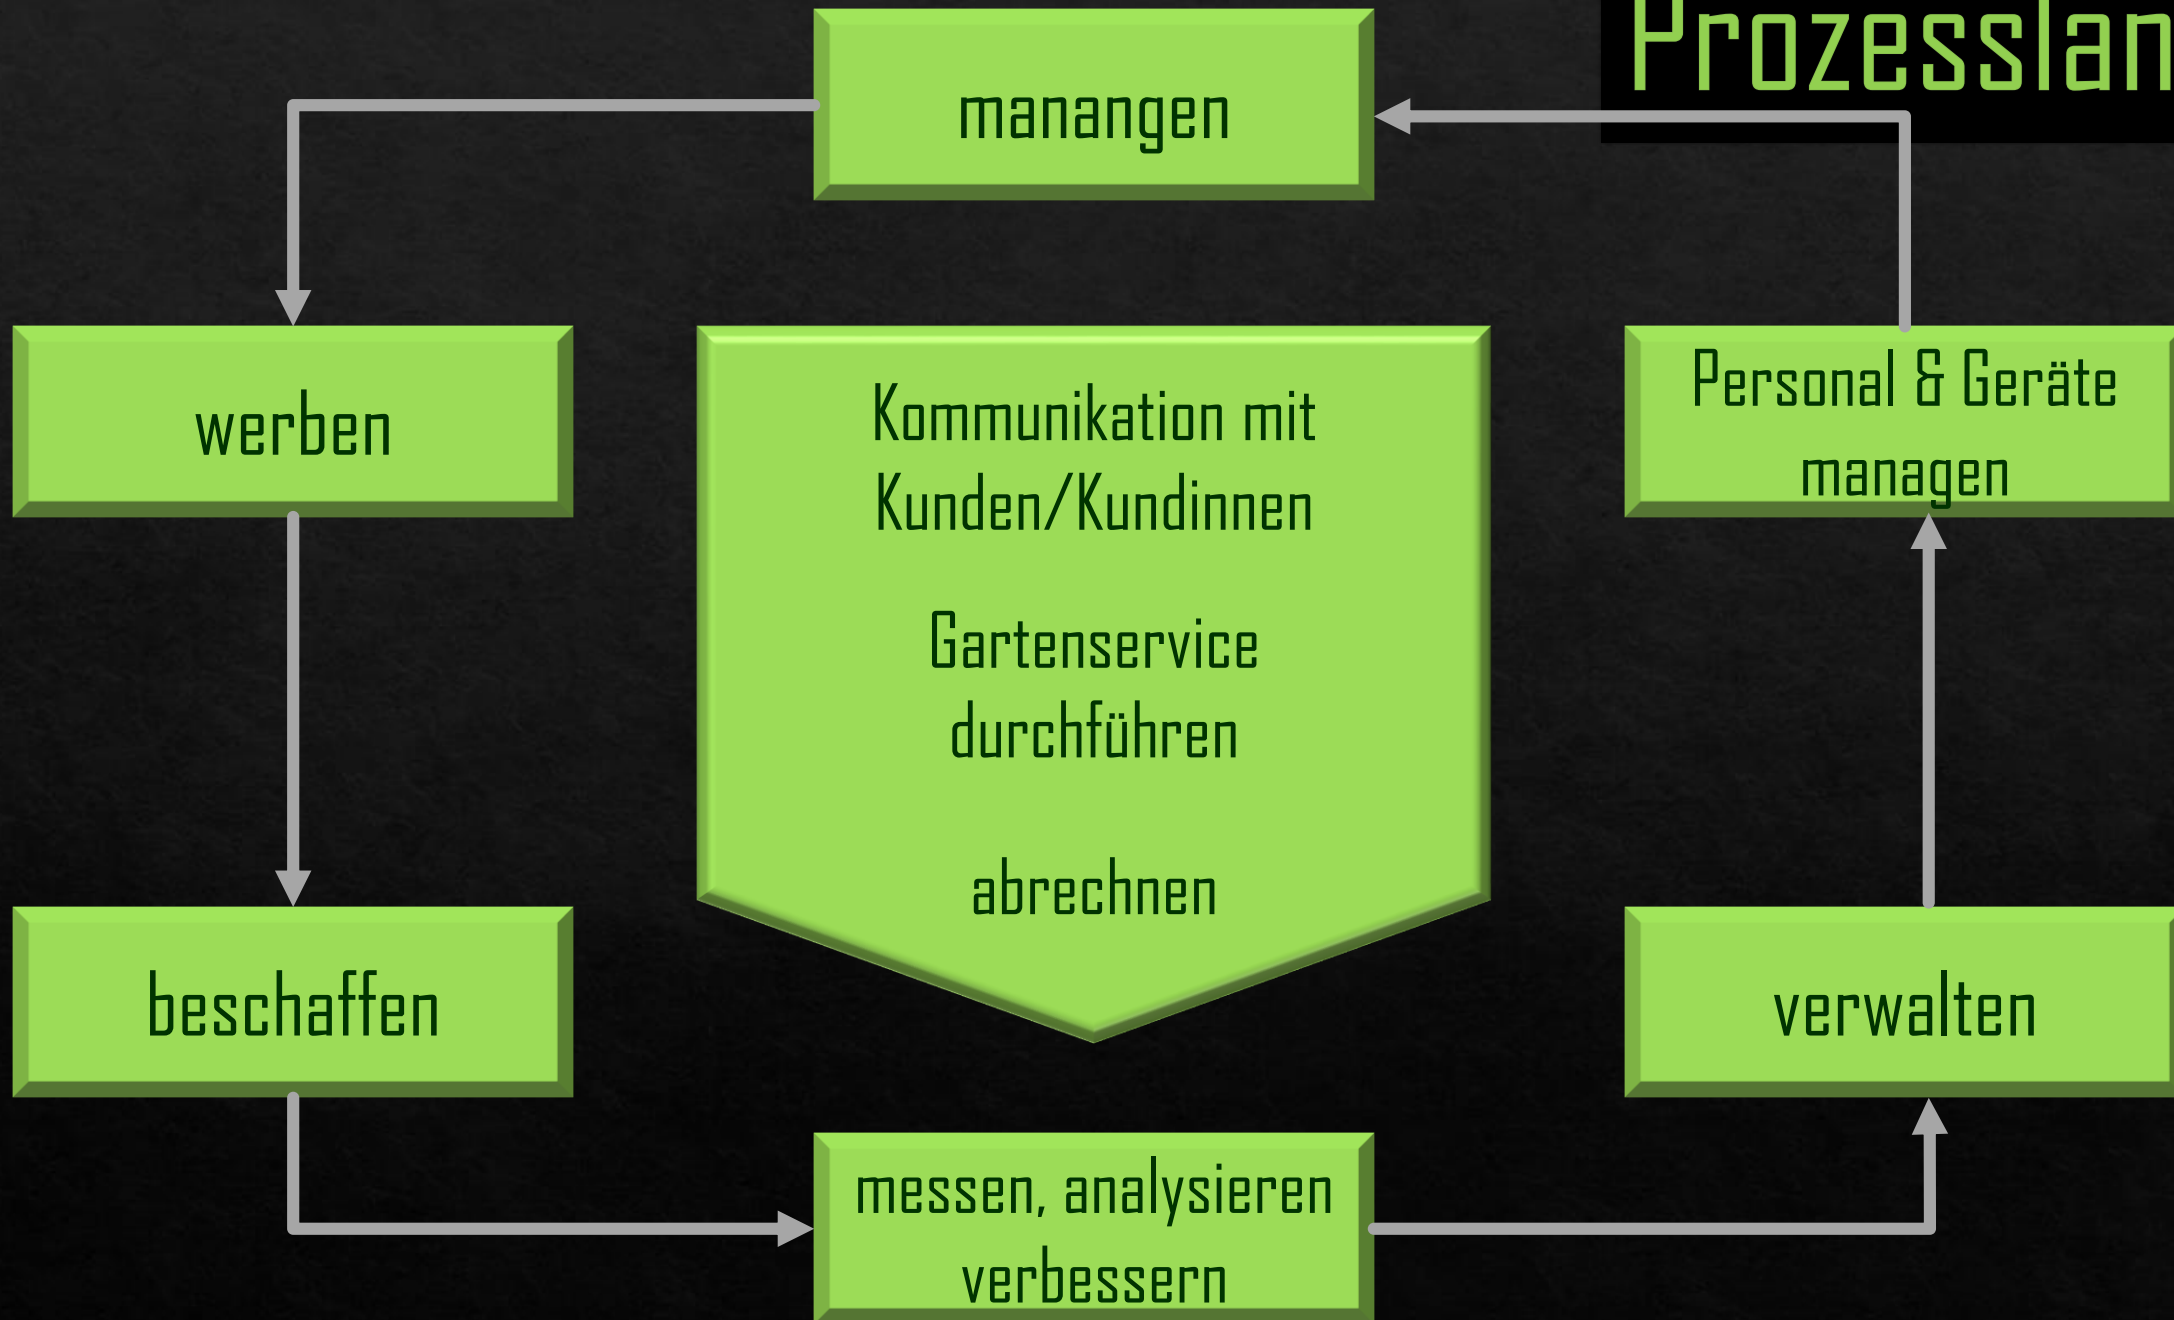 Prozesslan
manangen
werben
Kommunikation mit
Kunden/Kundinnen
Gartenservice
durchführen
abrechnen
Personal & Geräte
managen
beschaffen
verwalten
messen, analysieren
verbessern